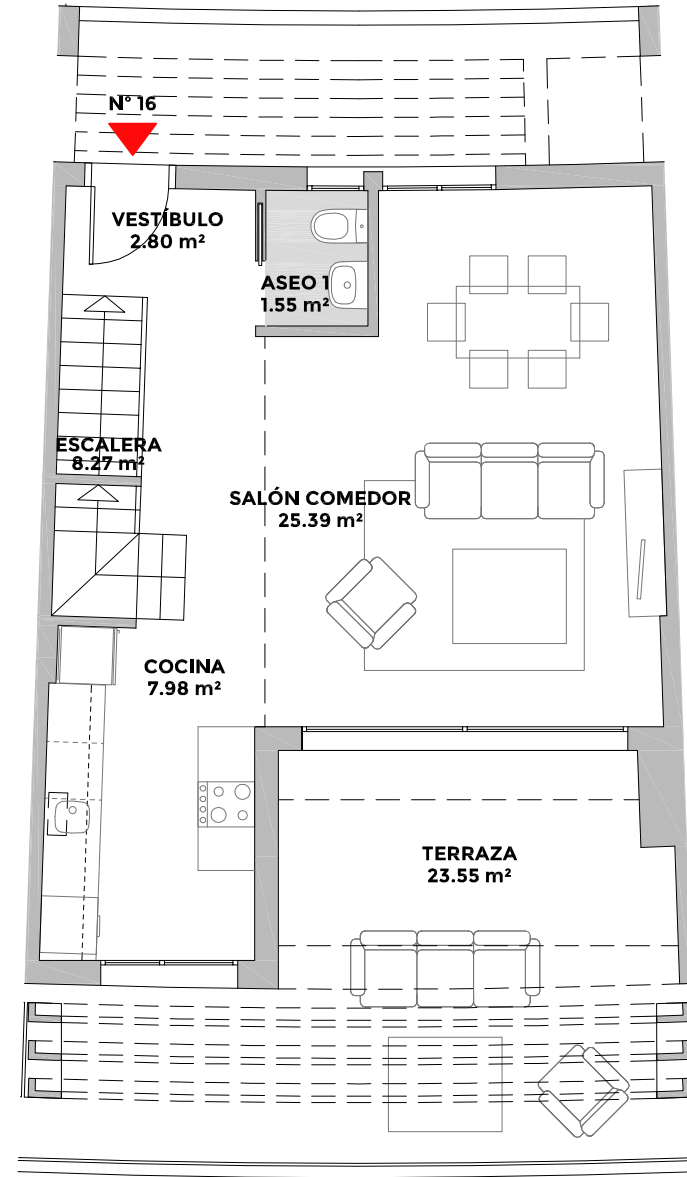 Nº 16
VESTÍBULO
2.80 m²
ASEO 1
1.55 m²
ESCALERA
8.27 m²
SALÓN COMEDOR
25.39 m²
COCINA
7.98 m²
TERRAZA
23.55 m²